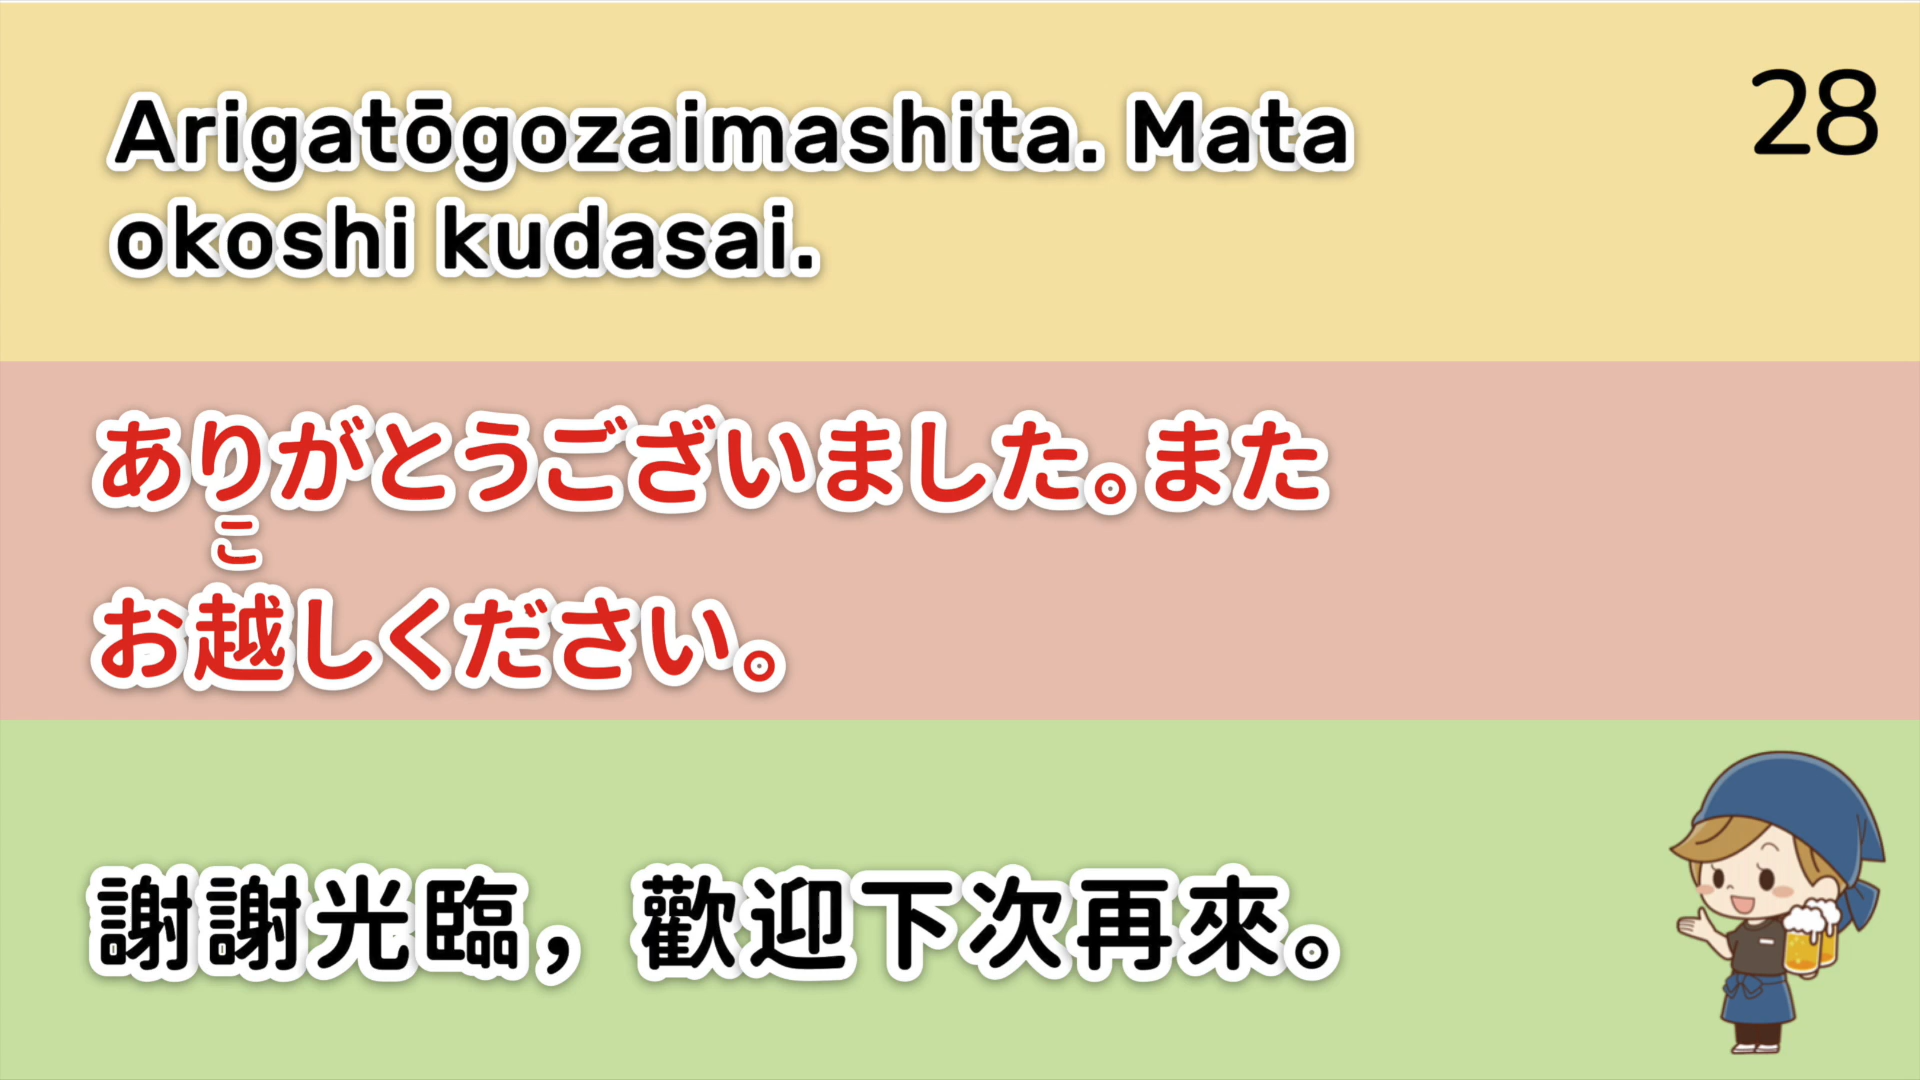 Arigatōgozaimashita. Mata
28
okoshi kudasai.
ありがとうございました。また
こ
お越しください。
謝謝光臨，歡迎下次再來。